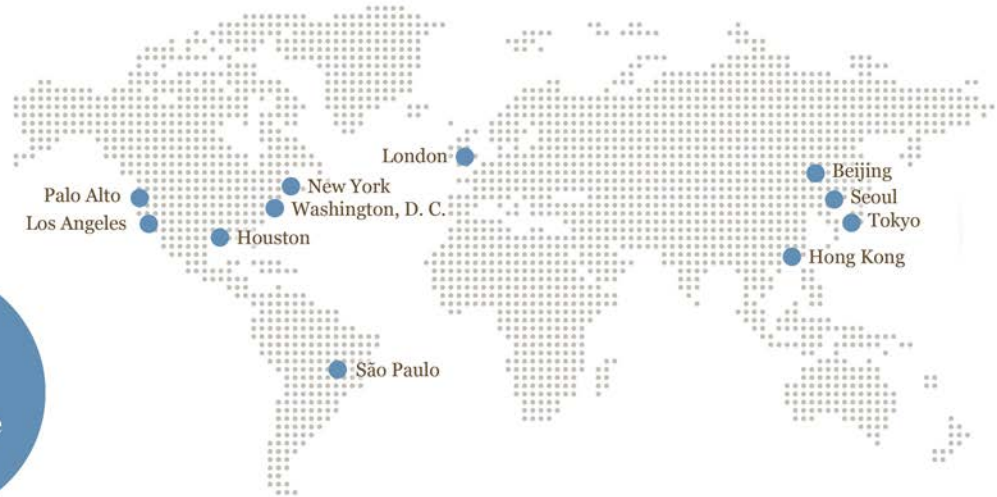 London
Beijing
New York
Palo Alto
Seoul
Washington, D. C.
Los Angeles
Tokyo
Houston
Hong Kong
São Paulo